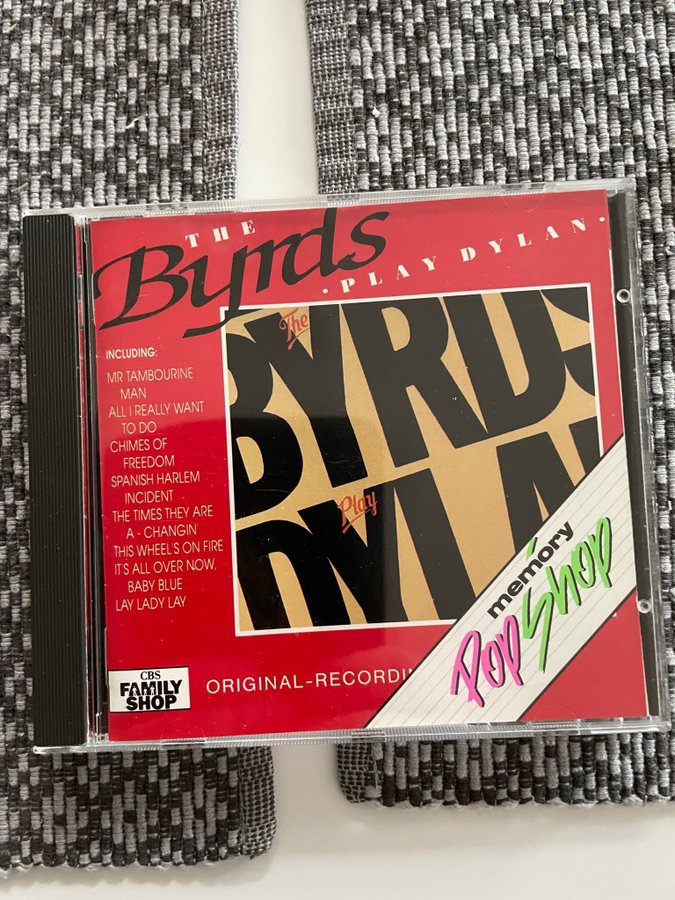 THE
Byrds
·PLAY DYLAN·
INCLUDING:
MR TAMBOURINE
MAN
ALL I REALLY WANT
TO DO
CHIMES OF
FREEDOM
SPANISH HARLEM
INCIDENT
THE TIMES THEY ARE
A-CHANGIN'
THIS WHEEL'S ON FIRE
IT'S ALL OVER NOW,
BABY BLUE
LAY LADY LAY
The
BYRDS
Play
DYLAN
memory
Pop Shop
CBS
FAMILY
SHOP
ORIGINAL-RECORDIN